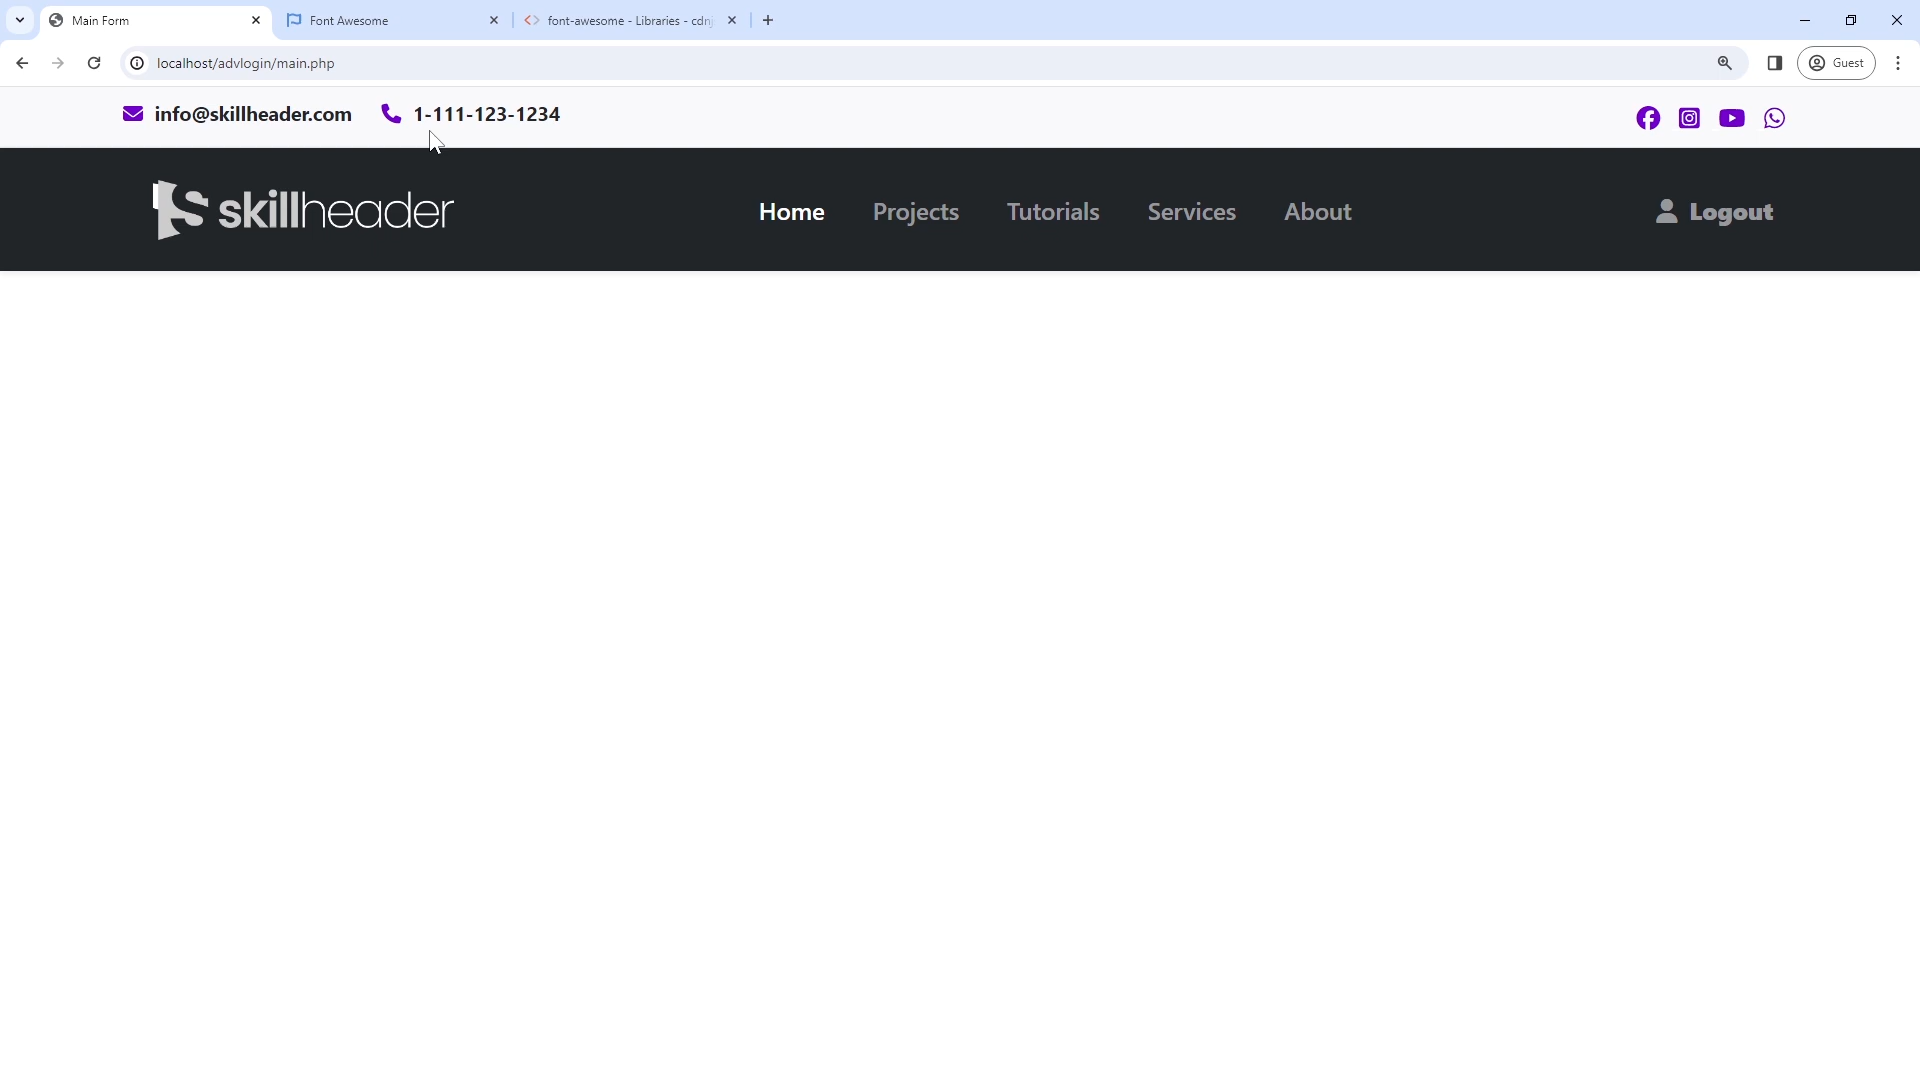 Main Form
Font Awesome
font-awesome - Libraries - cdnj
localhost/advlogin/main.php
Guest
info@skillheader.com 1-111-123-1234
skillheader
Home Projects Tutorials Services About
Logout